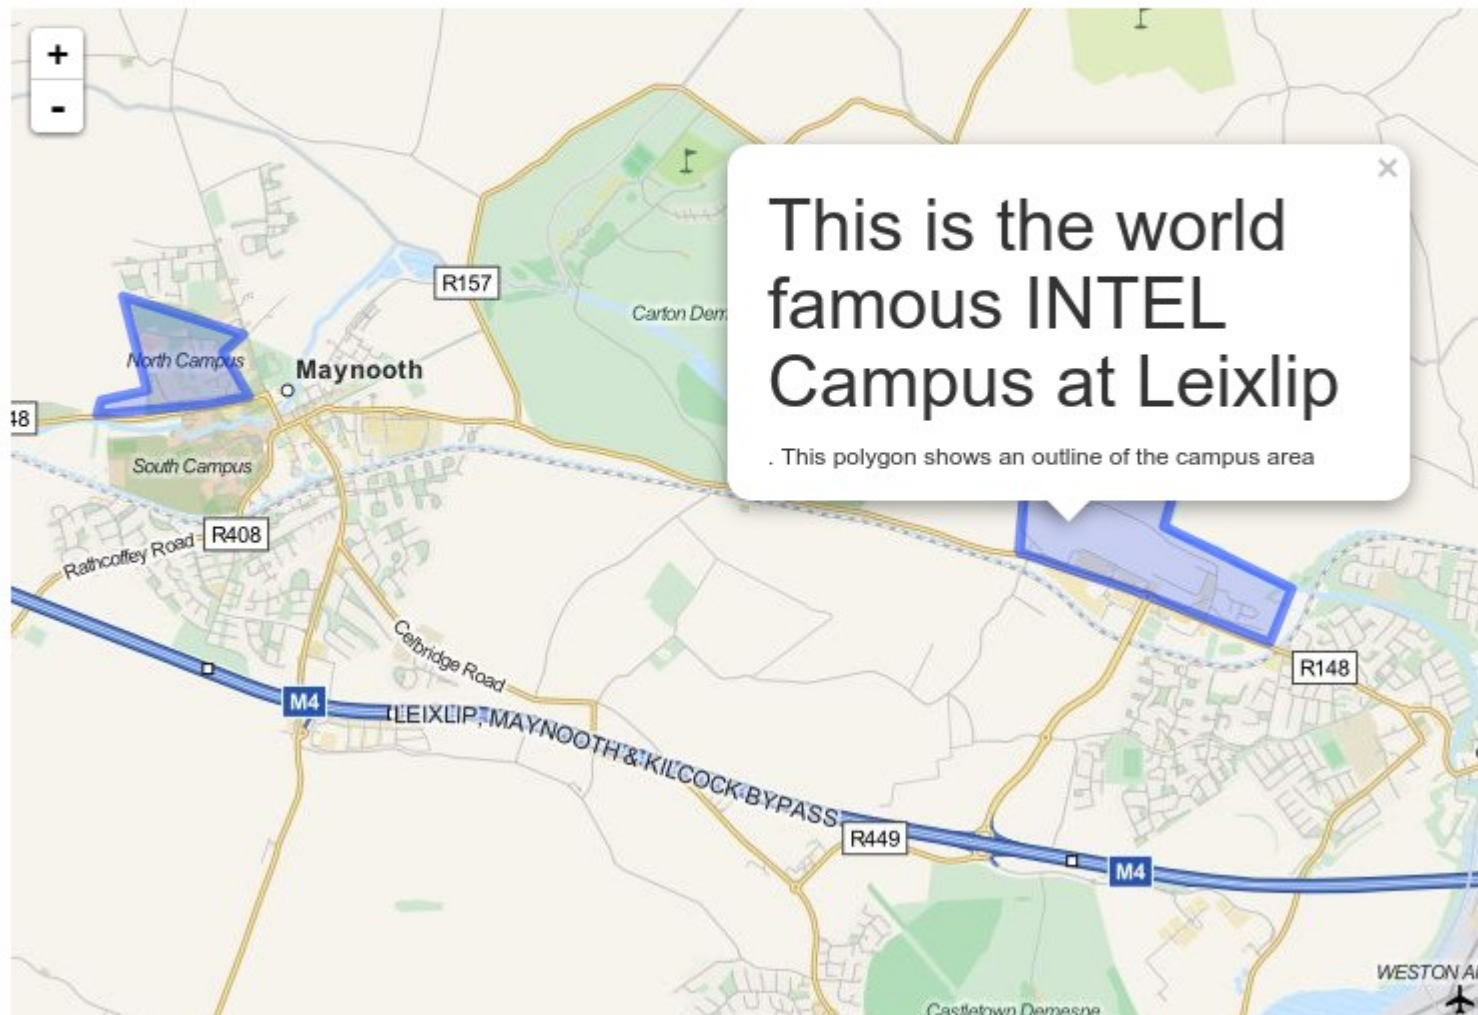 +
-
×
This is the world
famous INTEL
Campus at Leixlip
. This polygon shows an outline of the campus area
R157
Carton Dem
North Campus
Maynooth
48
South Campus
R408
Rathcoffey Road
Celbridge Road
R148
M4
LEIXLIP, MAYNOOTH & KILCOCK BYPASS
R449
M4
WESTON A
Castletown Demesne